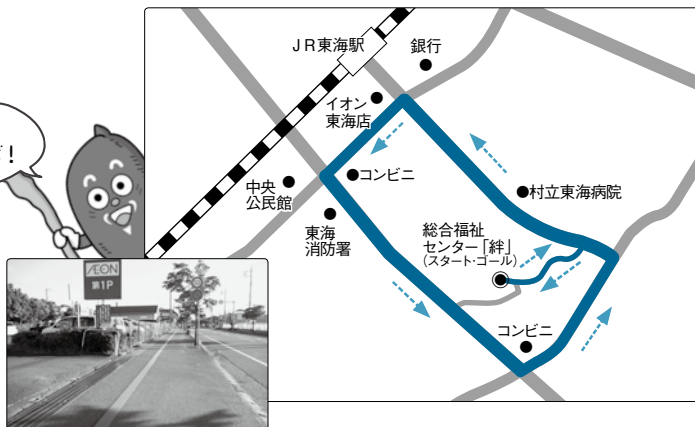 JR東海駅
銀行
イオン
東海店
コンビニ
中央
公民館
東海
消防署
村立東海病院
総合福祉
センター「絆」
(スタート・ゴール)
コンビニ
!
ÆON
第1P